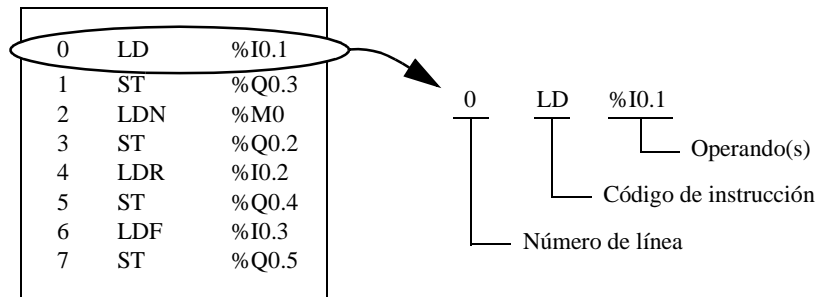 0 LD %I0.1
1 ST %Q0.3
2 LDN %M0
3 ST %Q0.2
4 LDR %I0.2
5 ST %Q0.4
6 LDF %I0.3
7 ST %Q0.5
0 LD %I0.1
Operando(s)
Código de instrucción
Número de línea